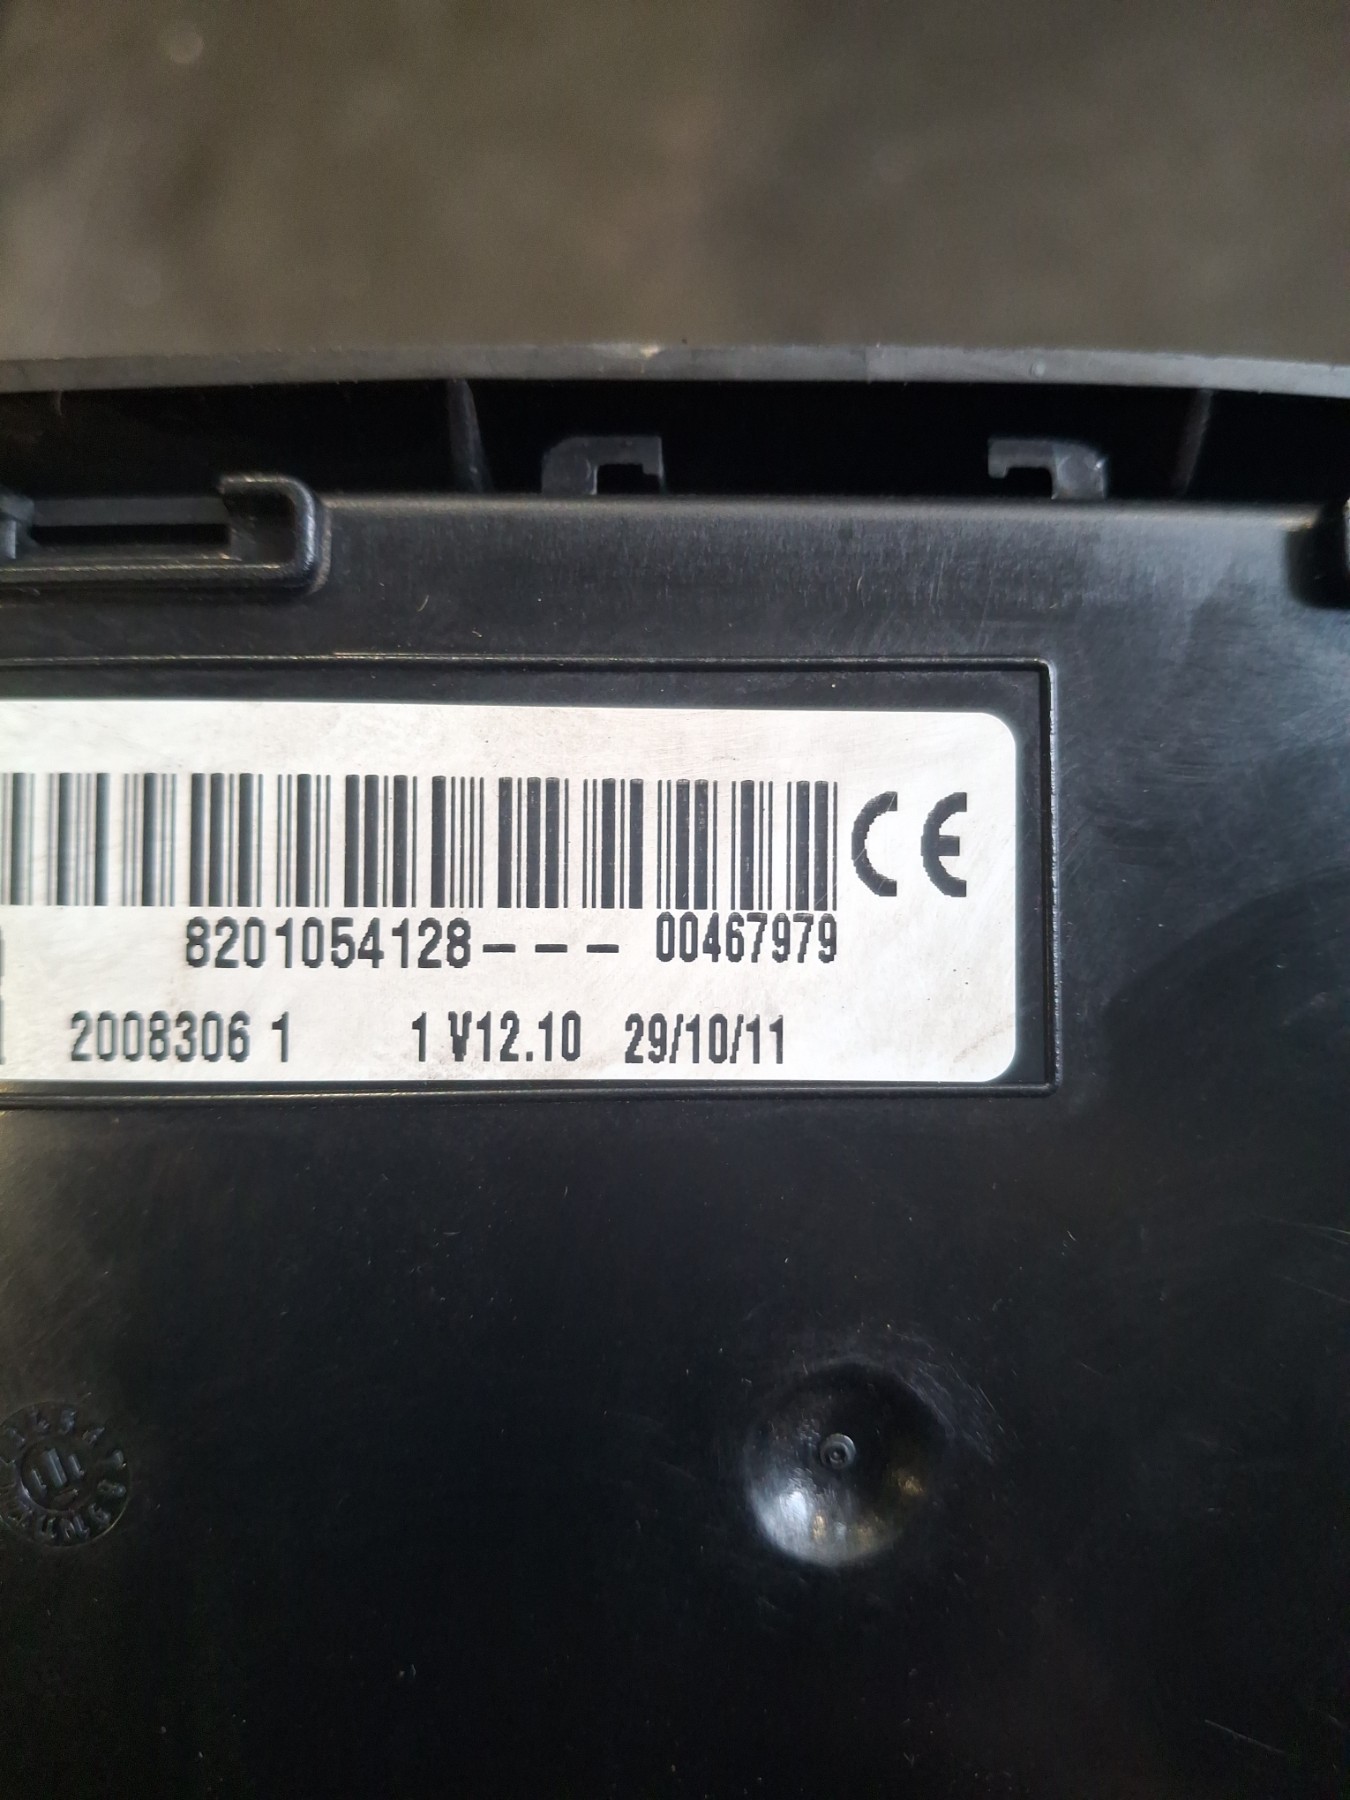 CE
8201054128--- 00467979
2008306 1 1 V12.10 29/10/11